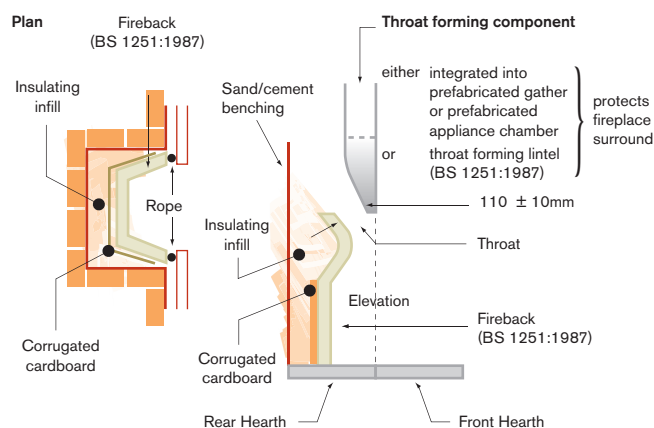 Plan
Fireback
(BS 1251:1987)
Insulating
infill
Rope
Corrugated
cardboard
Throat forming component
either integrated into
prefabricated gather
or prefabricated
appliance chamber
or throat forming lintel
(BS 1251:1987)
protects
fireplace
surround
Sand/cement
benching
110 ± 10mm
Insulating
infill
Throat
Elevation
Fireback
(BS 1251:1987)
Corrugated
cardboard
Rear Hearth
Front Hearth